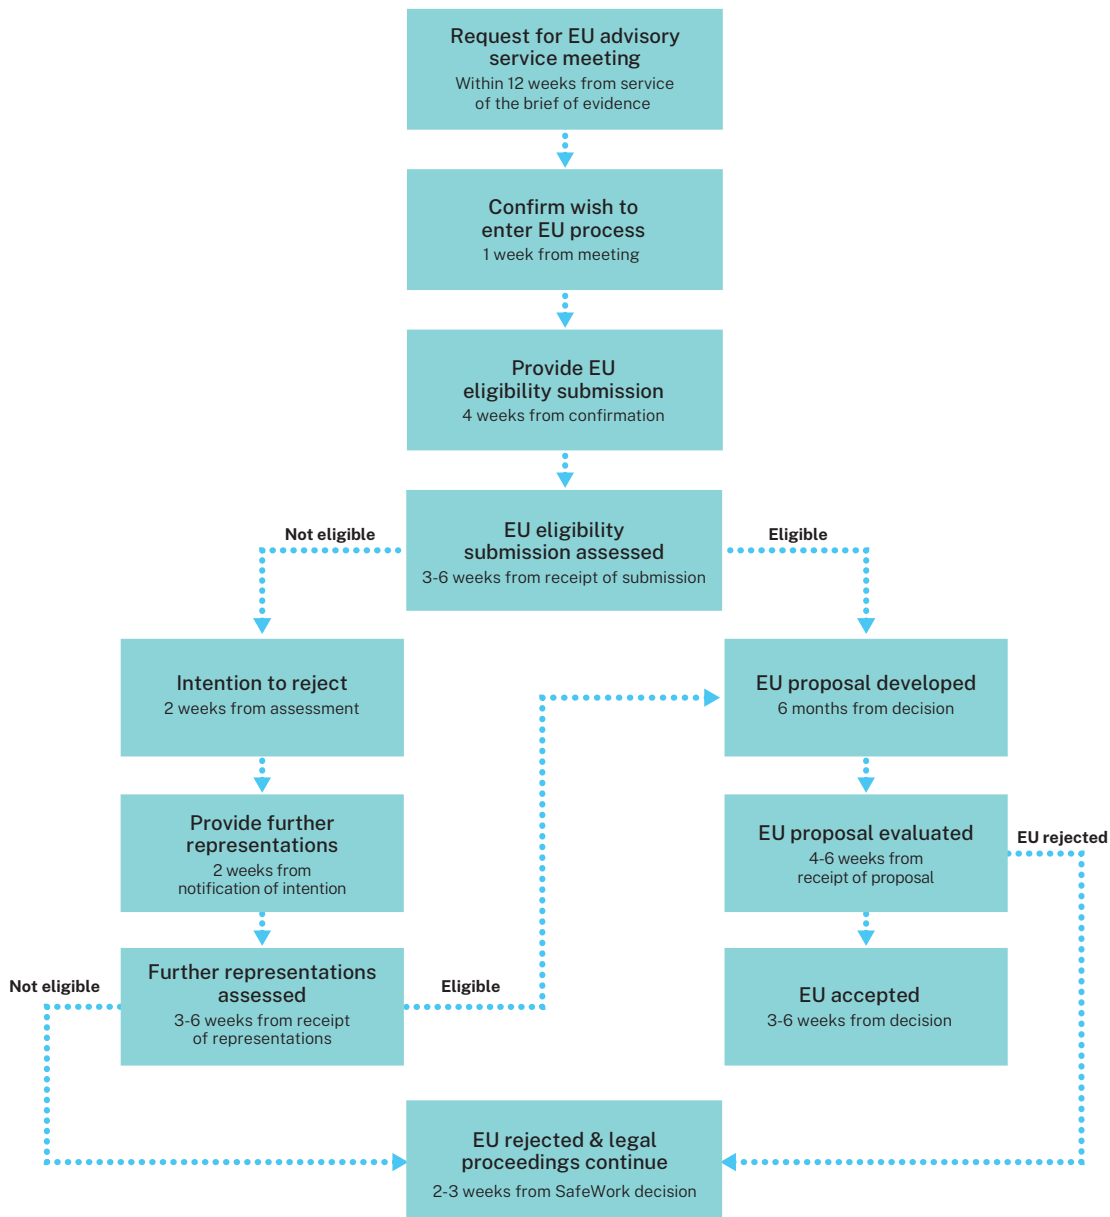 Request for EU advisory
service meeting
Within 12 weeks from service
of the brief of evidence
Confirm wish to
enter EU process
1 week from meeting
Provide EU
eligibility submission
4 weeks from confirmation
Not eligible
EU eligibility
submission assessed
3-6 weeks from receipt of submission
Eligible
Intention to reject
2 weeks from assessment
EU proposal developed
6 months from decision
Provide further
representations
2 weeks from
notification of intention
EU proposal evaluated
4-6 weeks from
receipt of proposal
EU rejected
Not eligible
Further representations
assessed
3-6 weeks from receipt
of representations
Eligible
EU accepted
3-6 weeks from decision
EU rejected & legal
proceedings continue
2-3 weeks from SafeWork decision